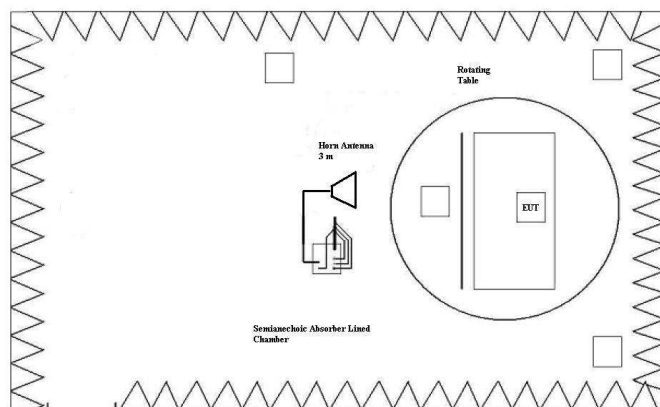 Rotating
Table
Horn Antenna
3 m
EUT
Semianechoic Absorber Lined
Chamber